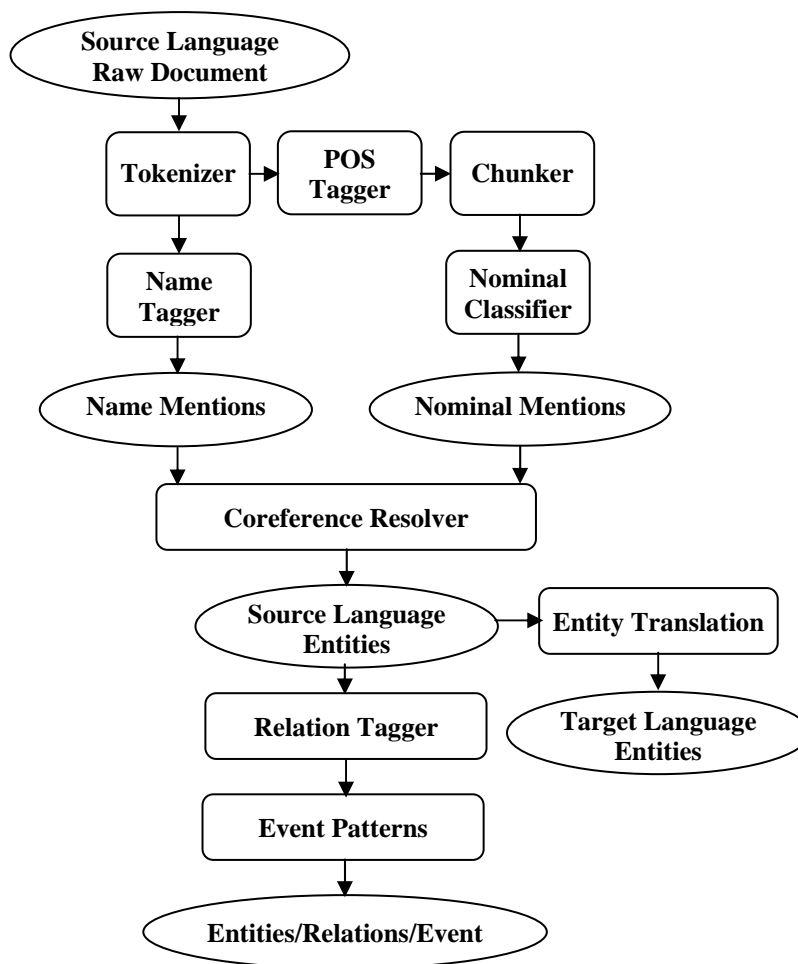 Source Language
Raw Document
Tokenizer
POS
Tagger
Chunker
Name
Tagger
Nominal
Classifier
Name Mentions
Nominal Mentions
Coreference Resolver
Source Language
Entities
Entity Translation
Relation Tagger
Target Language
Entities
Event Patterns
Entities/Relations/Event